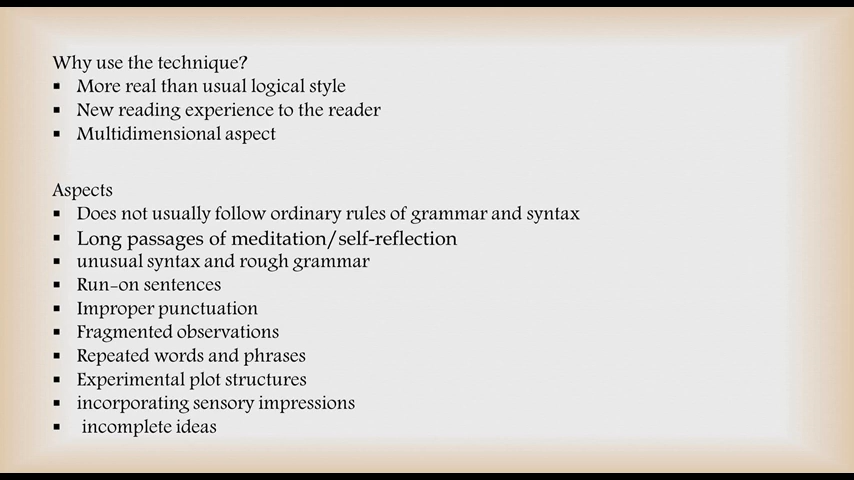 Why use the technique?
▪ More real than usual logical style
▪ New reading experience to the reader
▪ Multidimensional aspect
Aspects
▪ Does not usually follow ordinary rules of grammar and syntax
▪ Long passages of meditation/self-reflection
▪ unusual syntax and rough grammar
▪ Run-on sentences
▪ Improper punctuation
▪ Fragmented observations
▪ Repeated words and phrases
▪ Experimental plot structures
▪ incorporating sensory impressions
▪ incomplete ideas